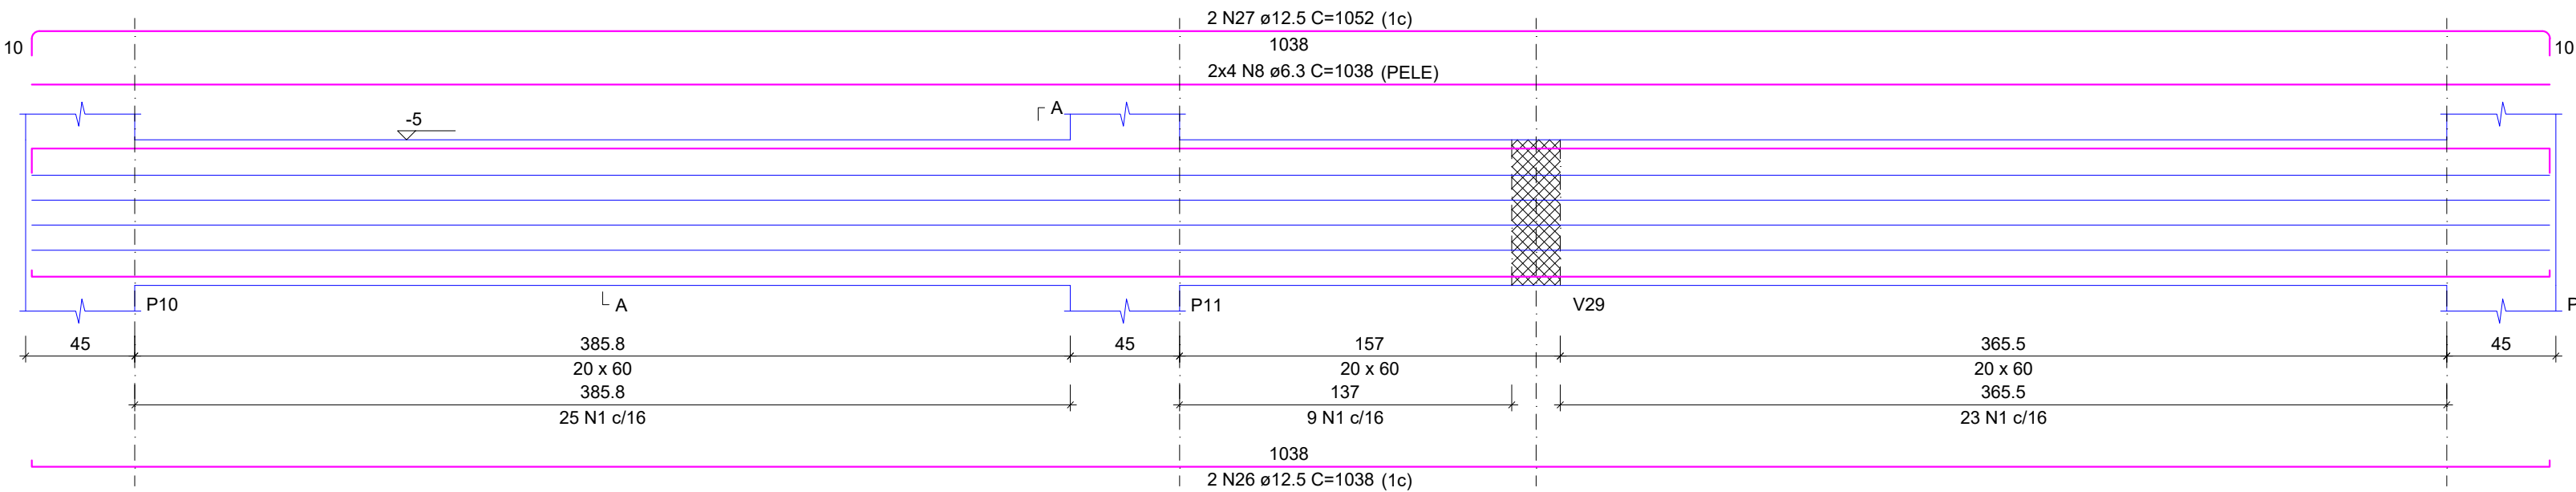 2 N27 ø12.5 C=1052 (1c)
10
1038
10
2x4 N8 ø6.3 C=1038 (PELE)
A
-5
P10
A
P11
V29
P
45
385.8
45
157
365.5
45
20 x 60
20 x 60
20 x 60
385.8
137
365.5
25 N1 c/16
9 N1 c/16
23 N1 c/16
1038
2 N26 ø12.5 C=1038 (1c)